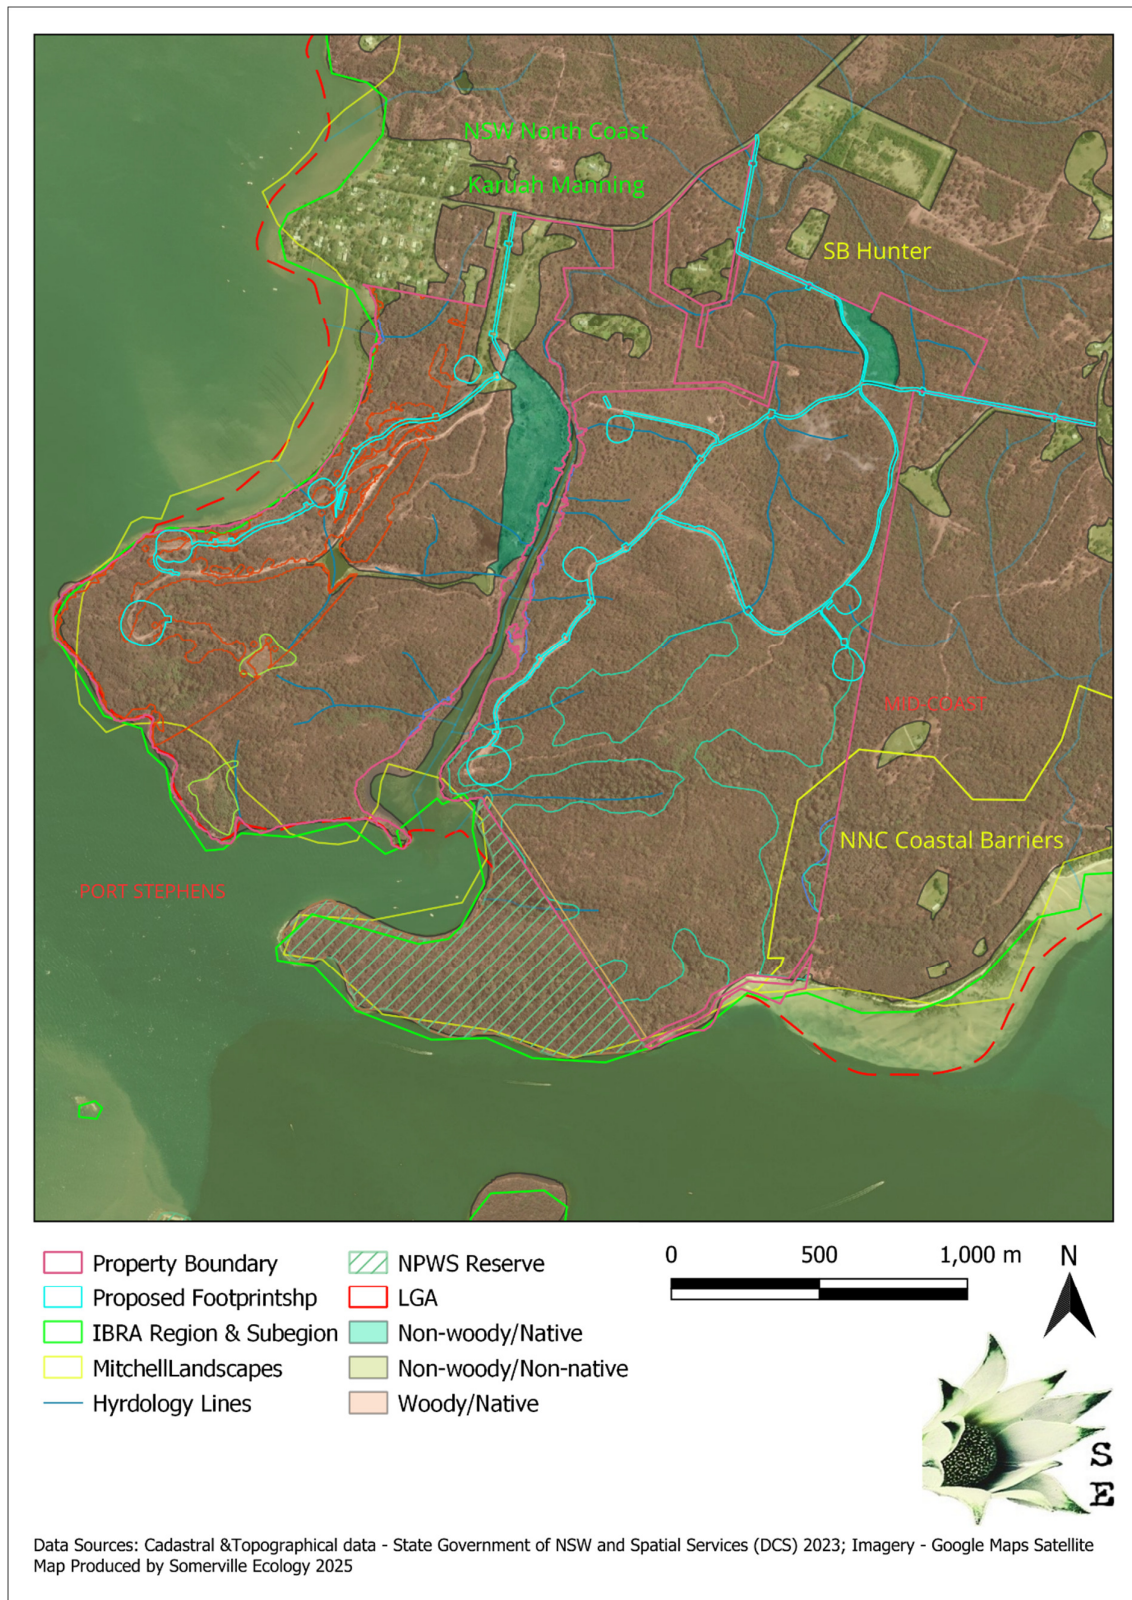 NSW North Coast
Karuah Manning
SB Hunter
MID-COAST
NNC Coastal Barriers
PORT STEPHENS
Property Boundary
Proposed Footprintshp
IBRA Region & Subegion
MitchellLandscapes
Hyrdology Lines
NPWS Reserve
LGA
Non-woody/Native
Non-woody/Non-native
Woody/Native
0 500 1,000 m
N
S
E
Data Sources: Cadastral &Topographical data - State Government of NSW and Spatial Services (DCS) 2023; Imagery - Google Maps Satellite
Map Produced by Somerville Ecology 2025